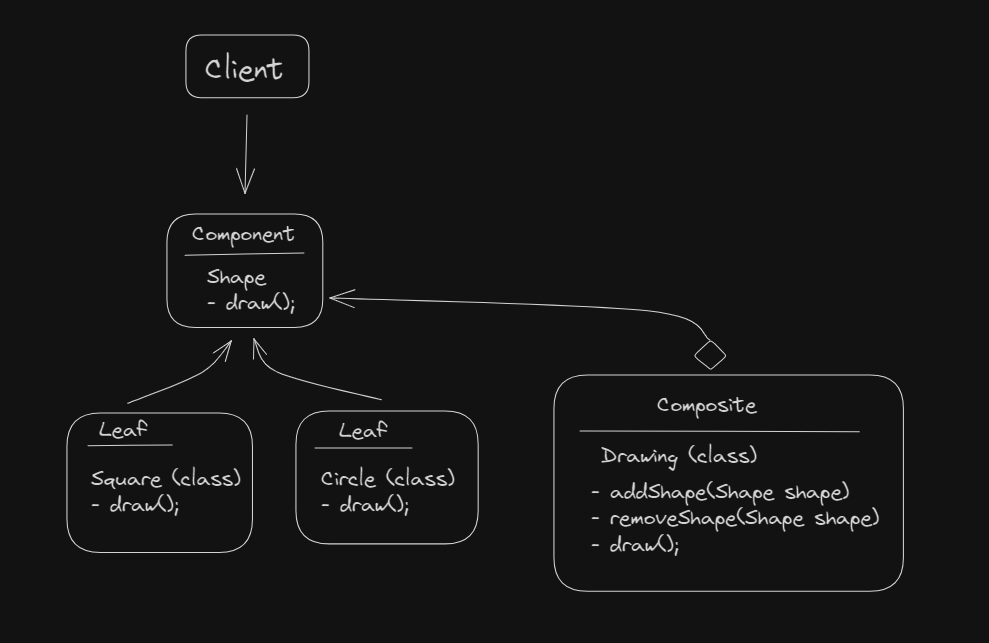 Client
Component
Shape
- draw();
Leaf
Square (class)
- draw();
Leaf
Circle (class)
- draw();
Composite
Drawing (class)
- addShape(Shape shape)
- removeShape(Shape shape)
- draw();